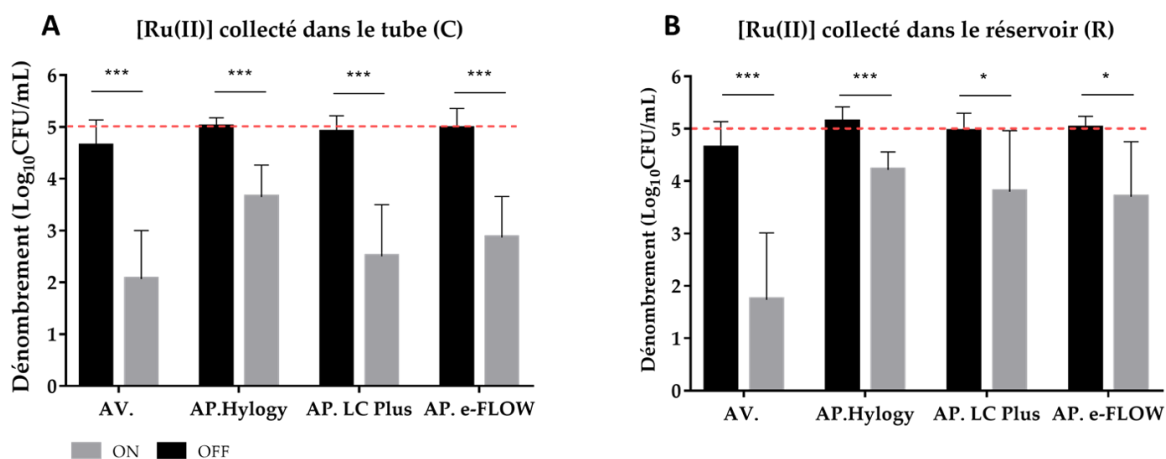 A
[Ru(II)] collecté dans le tube (C)
Dénombrement (Log10CFU/mL)
6
5
4
3
2
1
0
***
***
***
***
AV.
AP.Hylogy
AP. LC Plus
AP. e-FLOW
ON
OFF
B
[Ru(II)] collecté dans le réservoir (R)
Dénombrement (Log10CFU/mL)
6
5
4
3
2
1
0
***
***
*
*
AV.
AP.Hylogy
AP. LC Plus
AP. e-FLOW